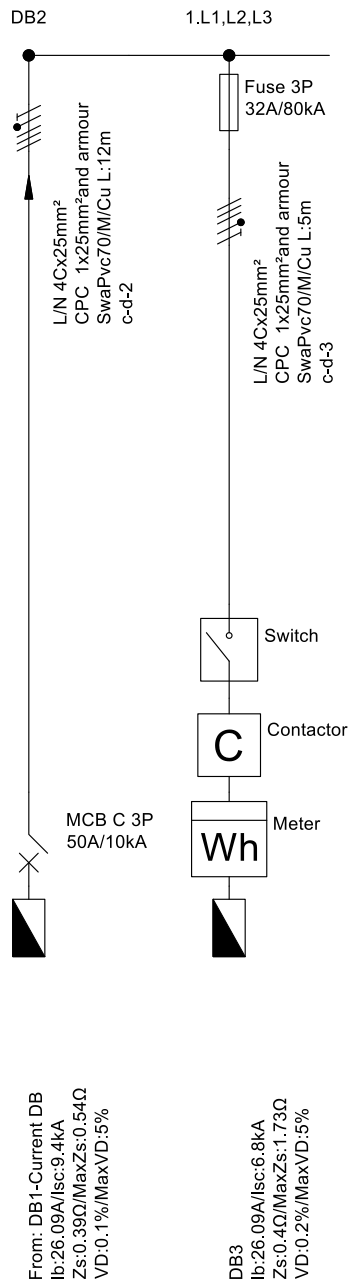 DB2
1.L1,L2,L3
Fuse 3P
32A/80kA
L/N 4Cx25mm²
CPC 1x25mm²and armour
SwaPvc70/M/Cu L:12m
c-d-2
L/N 4Cx25mm²
CPC 1x25mm²and armour
SwaPvc70/M/Cu L:5m
c-d-3
Switch
C
Contactor
MCB C 3P
50A/10kA
Meter
Wh
From: DB1-Current DB
Ib:26.09A/Isc:9.4kA
Zs:0.39Ω/MaxZs:0.54Ω
VD:0.1%/MaxVD:5%
DB3
Ib:26.09A/Isc:6.8kA
Zs:0.4Ω/MaxZs:1.73Ω
VD:0.2%/MaxVD:5%